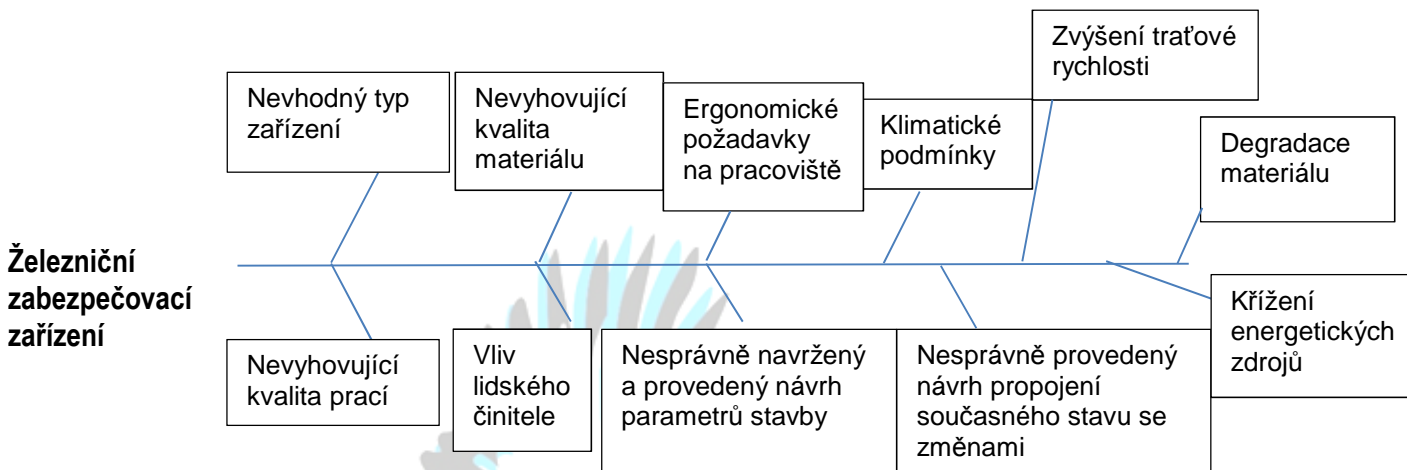 Zvýšení traťové
rychlosti
Nevhodný typ
zařízení
Nevyhovující
kvalita
materiálu
Ergonomické
požadavky
na pracoviště
Klimatické
podmínky
Degradace
materiálu
Železniční
zabezpečovací
zařízení
Nevyhovující
kvalita prací
Vliv
lidského
činitele
Nesprávně navržený
a provedený návrh
parametrů stavby
Nesprávně provedený
návrh propojení
současného stavu se
změnami
Křížení
energetických
zdrojů